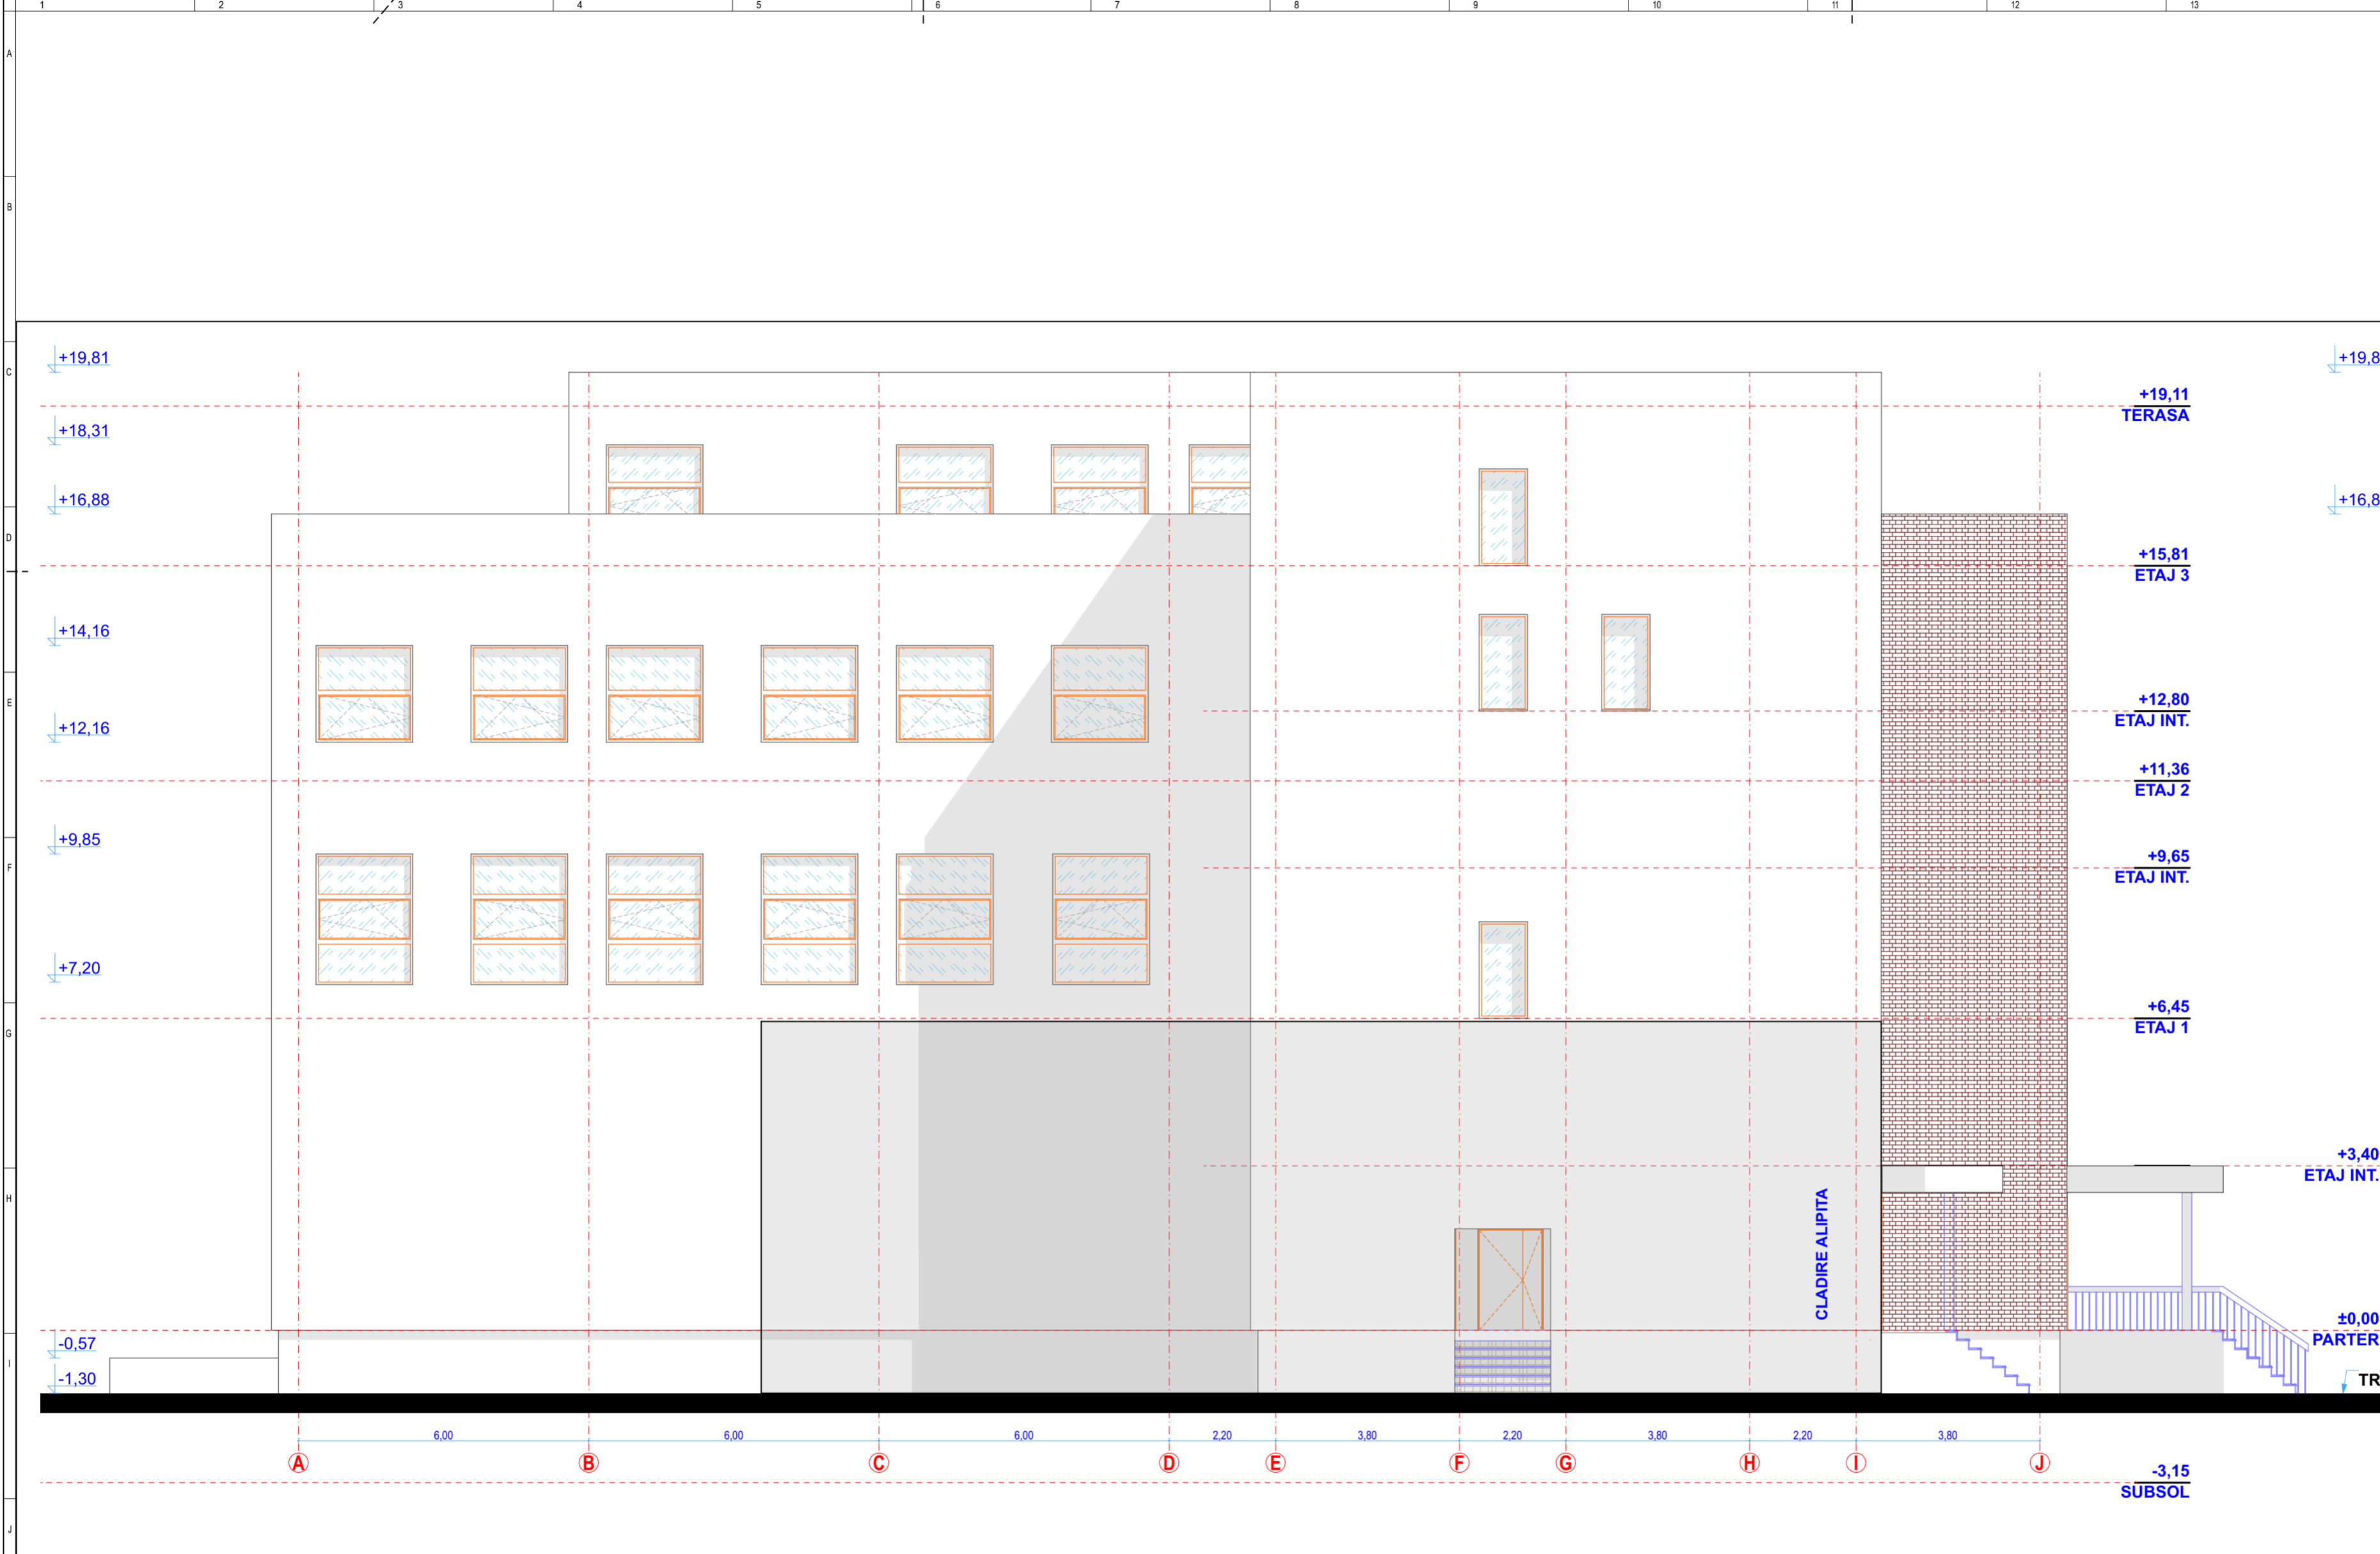 1 2 3 4 5 6 7 8 9 10 11 12 13
A
B
C
D
E
F
G
H
I
J
+19,81
+19,8
+19,11
TERASA
+18,31
+16,88
+16,8
+15,81
ETAJ 3
+14,16
+12,80
ETAJ INT.
+12,16
+11,36
ETAJ 2
+9,85
+9,65
ETAJ INT.
+7,20
+6,45
ETAJ 1
+3,40
ETAJ INT.
CLADIRE ALIPITA
±0,00
PARTER
-0,57
-1,30
TR
6,00 6,00 6,00 2,20 3,80 2,20 3,80 2,20 3,80
A B C D E F G H I J
-3,15
SUBSOL